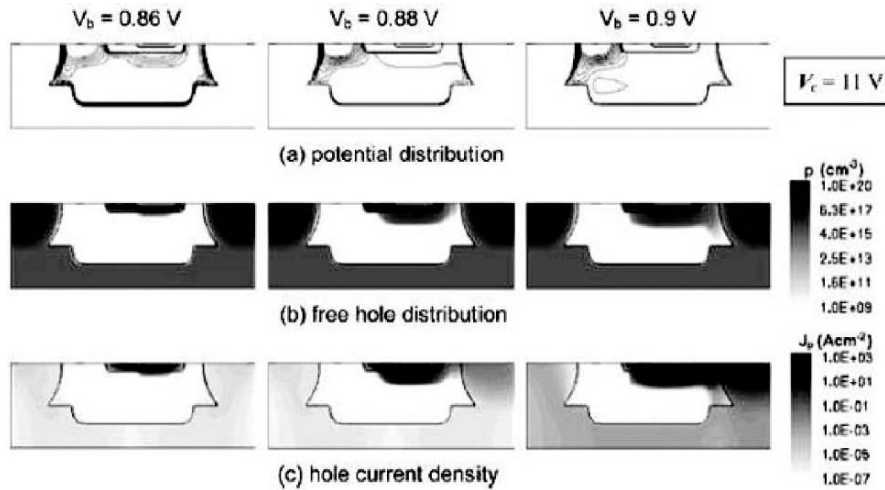 V_b = 0.86 V
V_b = 0.88 V
V_b = 0.9 V
V_c = 11 V
(a) potential distribution
p (cm⁻³)
1.0E+20
6.3E+17
4.0E+15
2.5E+13
1.6E+11
1.0E+09
(b) free hole distribution
J_p (Acm⁻²)
1.0E+03
1.0E+01
1.0E-01
1.0E-03
1.0E-05
1.0E-07
(c) hole current density